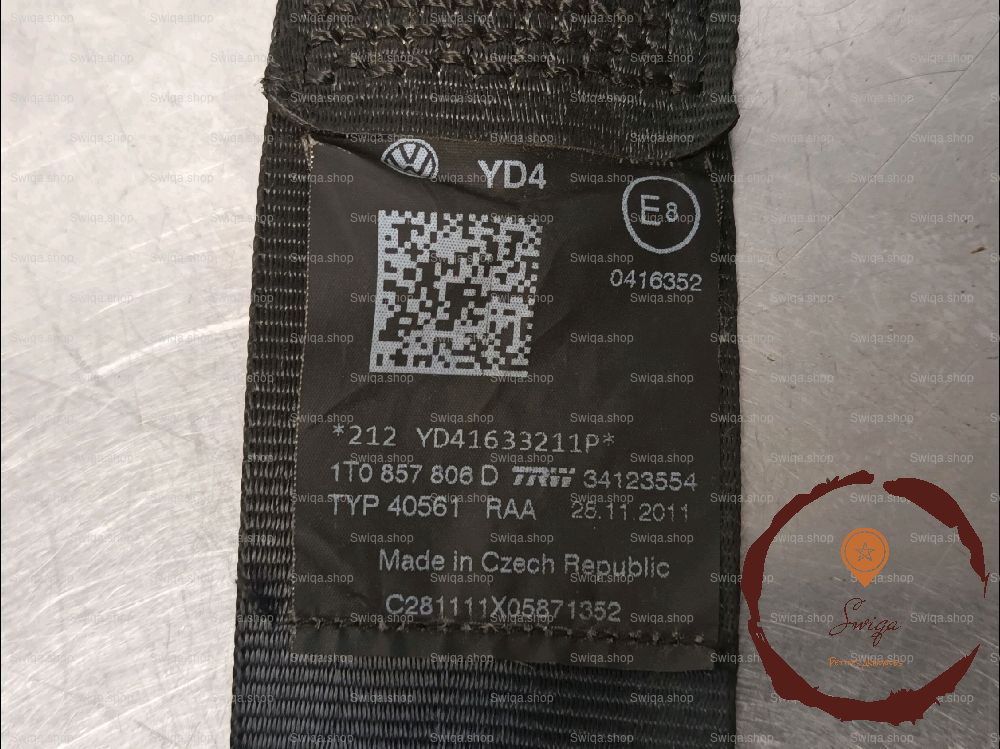 YD4
E8
0416352
*212 YD41633211P*
1T0 857 806 D TRW 34123554
TYP 40561 RAA 28.11.2011
Made in Czech Republic
C281111X05871352
Swiqa
Swiqa.shop